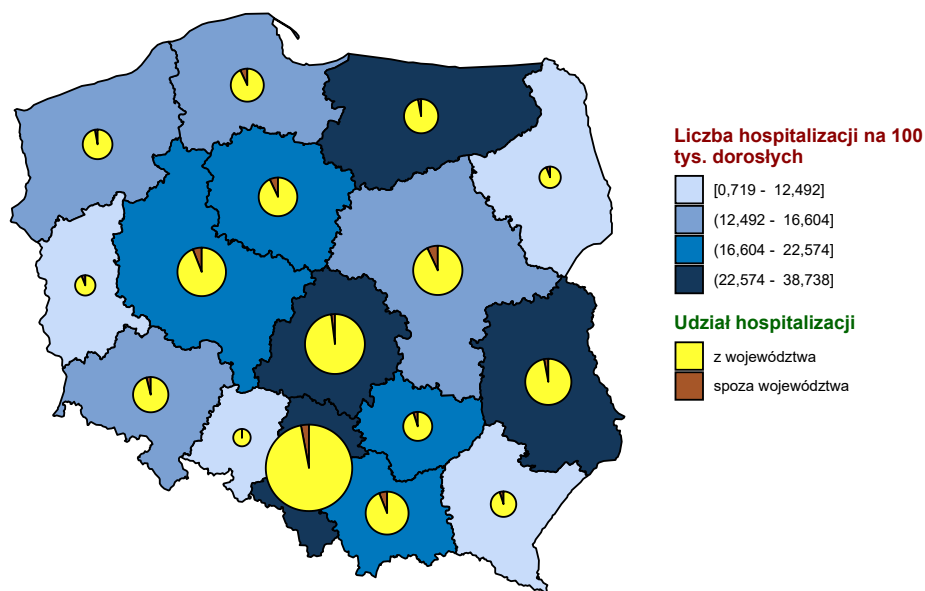 Liczba hospitalizacji na 100
tys. dorosłych
[0,719 - 12,492]
(12,492 - 16,604]
(16,604 - 22,574]
(22,574 - 38,738]
Udział hospitalizacji
z województwa
spoza województwa